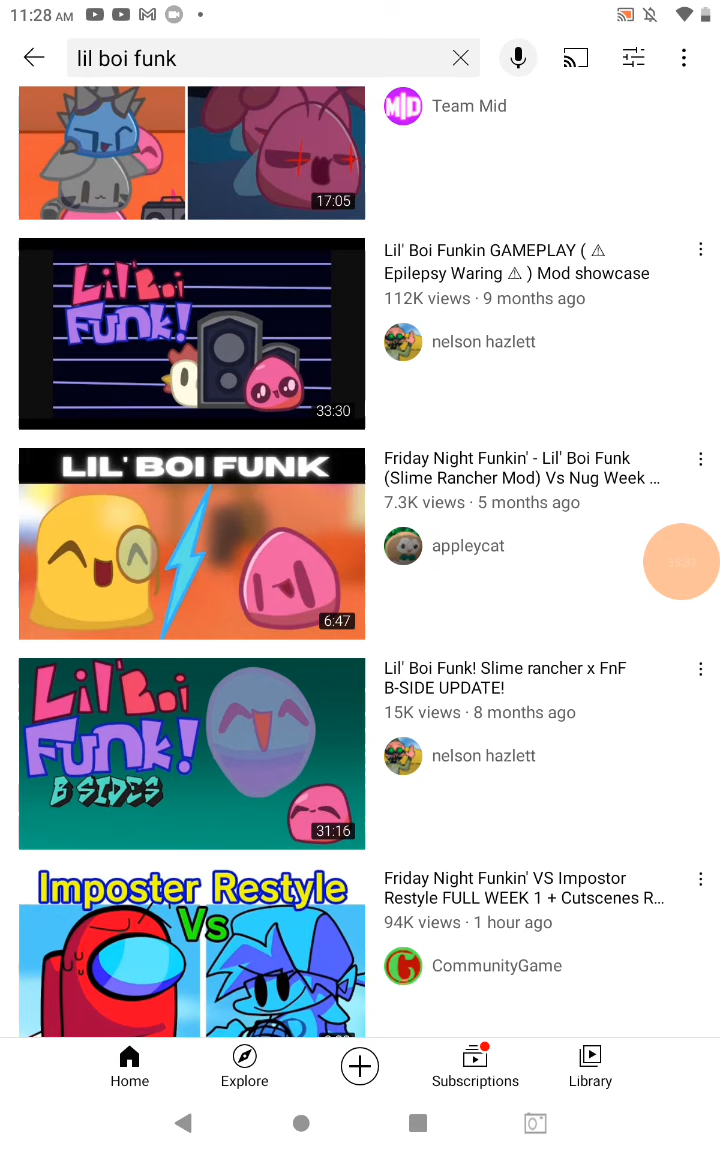 11:28 AM
lil boi funk
MID
Team Mid
17:05
Lil' Boi Funk!
33:30
Lil' Boi Funkin GAMEPLAY ( ⚠
Epilepsy Waring ⚠ ) Mod showcase
112K views · 9 months ago
nelson hazlett
LIL' BOI FUNK
6:47
Friday Night Funkin' - Lil' Boi Funk
(Slime Rancher Mod) Vs Nug Week ...
7.3K views · 5 months ago
appleycat
Lil' Boi
Funk!
B SIDES
31:16
Lil' Boi Funk! Slime rancher x FnF
B-SIDE UPDATE!
15K views · 8 months ago
nelson hazlett
Imposter Restyle
Vs
Friday Night Funkin' VS Impostor
Restyle FULL WEEK 1 + Cutscenes R...
94K views · 1 hour ago
CommunityGame
Home
Explore
Subscriptions
Library